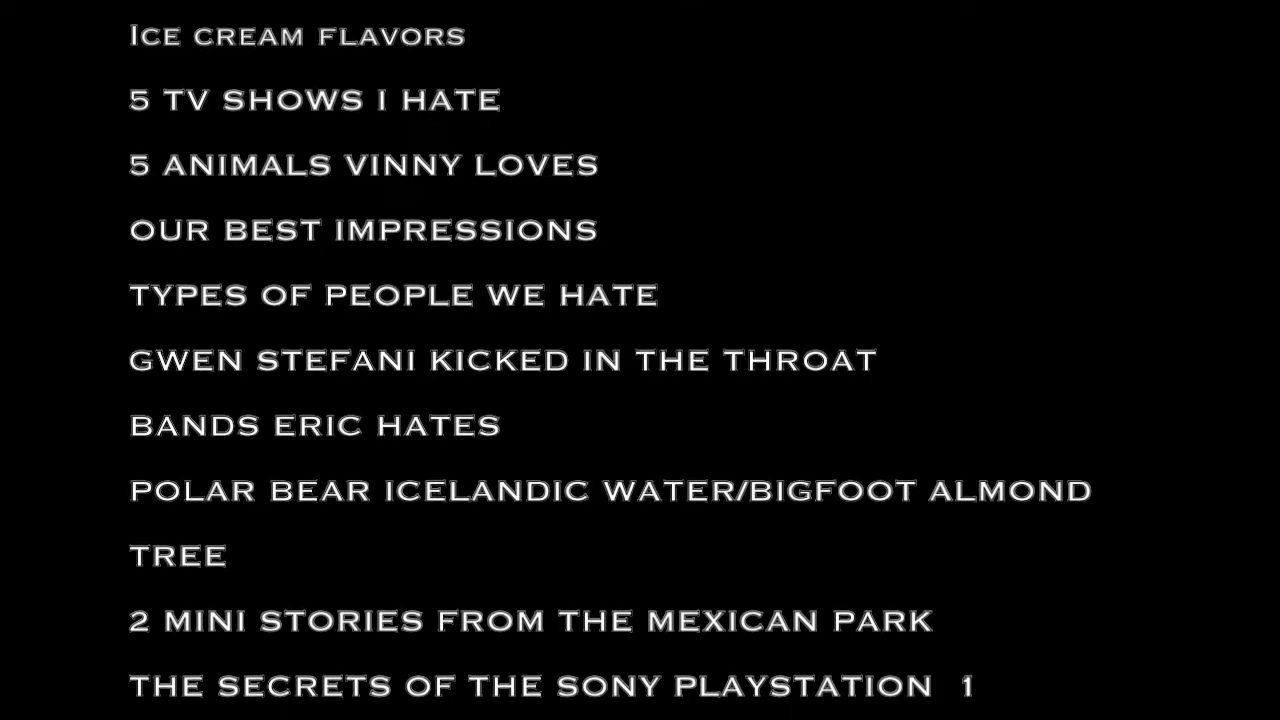 Ice cream flavors
5 TV SHOWS I HATE
5 ANIMALS VINNY LOVES
OUR BEST IMPRESSIONS
TYPES OF PEOPLE WE HATE
GWEN STEFANI KICKED IN THE THROAT
BANDS ERIC HATES
POLAR BEAR ICELANDIC WATER/BIGFOOT ALMOND
TREE
2 MINI STORIES FROM THE MEXICAN PARK
THE SECRETS OF THE SONY PLAYSTATION 1